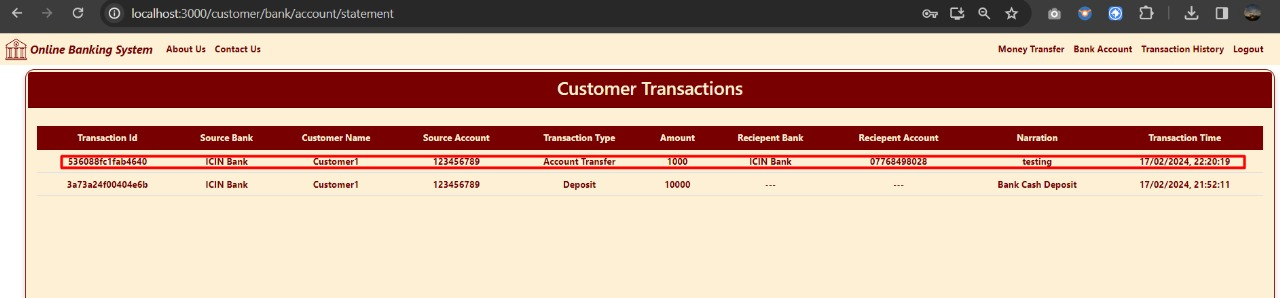 localhost:3000/customer/bank/account/statement
Online Banking System About Us Contact Us Money Transfer Bank Account Transaction History Logout
Customer Transactions
Transaction Id Source Bank Customer Name Source Account Transaction Type Amount Reciepent Bank Reciepent Account Narration Transaction Time
536088fc1fab4640 ICIN Bank Customer1 123456789 Account Transfer 1000 ICIN Bank 07768498028 testing 17/02/2024, 22:20:19
3a73a24f00404e6b ICIN Bank Customer1 123456789 Deposit 10000 --- --- Bank Cash Deposit 17/02/2024, 21:52:11